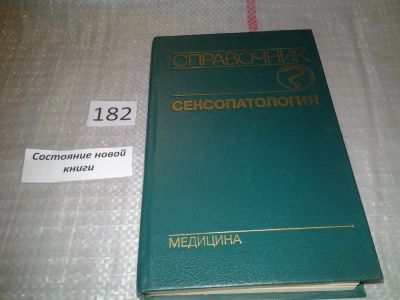 СПРАВОЧНИК
СЕКСОПАТОЛОГИЯ
182
Состояние новой
книги
МЕДИЦИНА